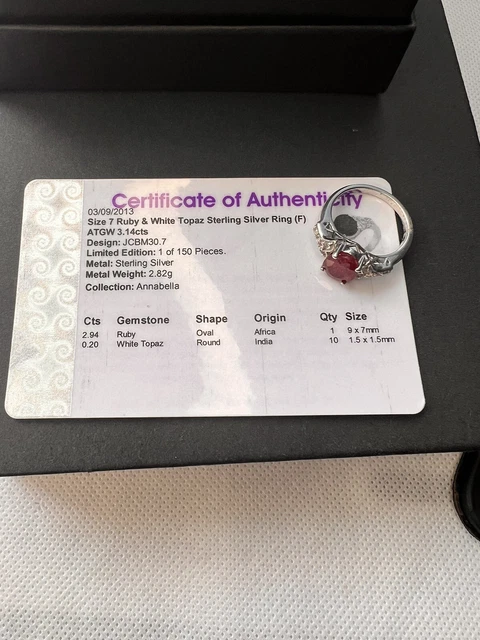 Certificate of Authenticity
03/09/2013
Size 7 Ruby & White Topaz Sterling Silver Ring (F)
ATGW 3.14cts
Design: JCBM30.7
Limited Edition: 1 of 150 Pieces.
Metal: Sterling Silver
Metal Weight: 2.82g
Collection: Annabella
Cts Gemstone Shape Origin Qty Size
2.94 Ruby Oval Africa 1 9 x 7mm
0.20 White Topaz Round India 10 1.5 x 1.5mm